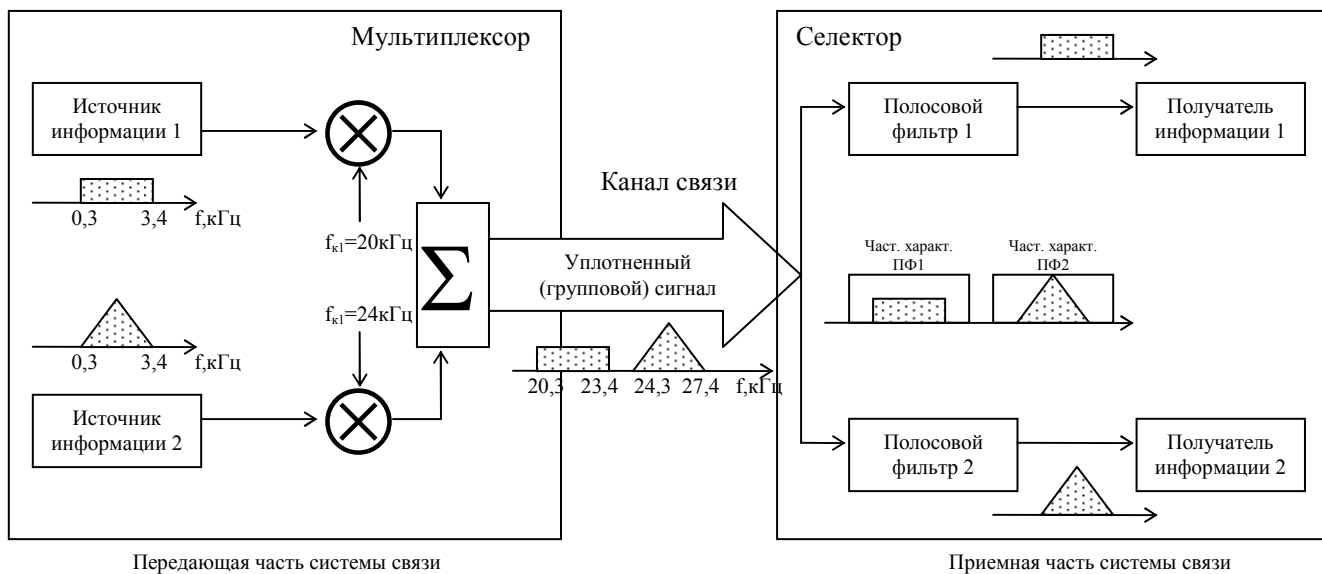 Мультиплексор
Источник
информации 1
0,3 3,4 f,кГц
fк1=20кГц
Σ
fк1=24кГц
0,3 3,4 f,кГц
Источник
информации 2
Передающая часть системы связи
Канал связи
Уплотненный
(групповой) сигнал
20,3 23,4 24,3 27,4 f,кГц
Селектор
Полосовой
фильтр 1
Получатель
информации 1
Част. характ.
ПФ1
Част. характ.
ПФ2
Полосовой
фильтр 2
Получатель
информации 2
Приемная часть системы связи